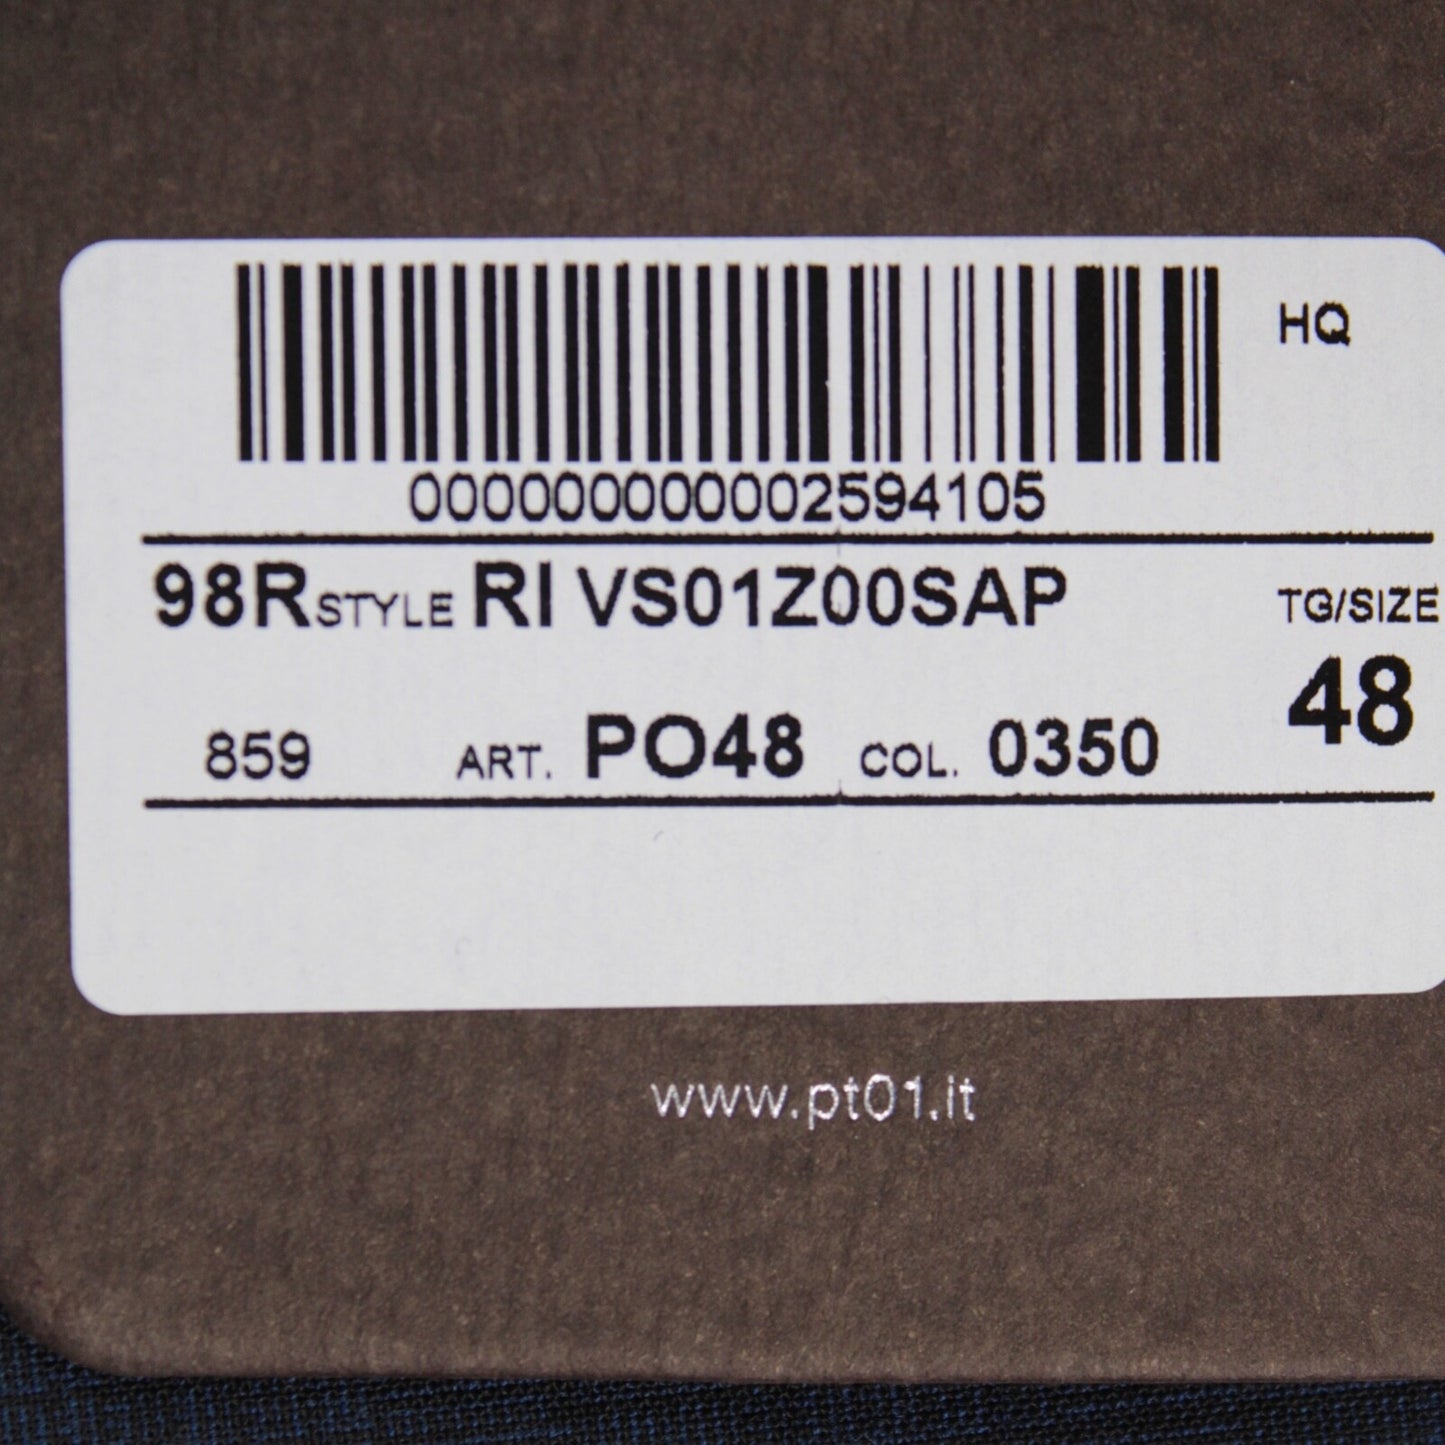 HQ
000000000002594105
98R STYLE RI VS01Z00SAP TG/SIZE
48
859 ART. PO48 COL. 0350
www.pt01.it